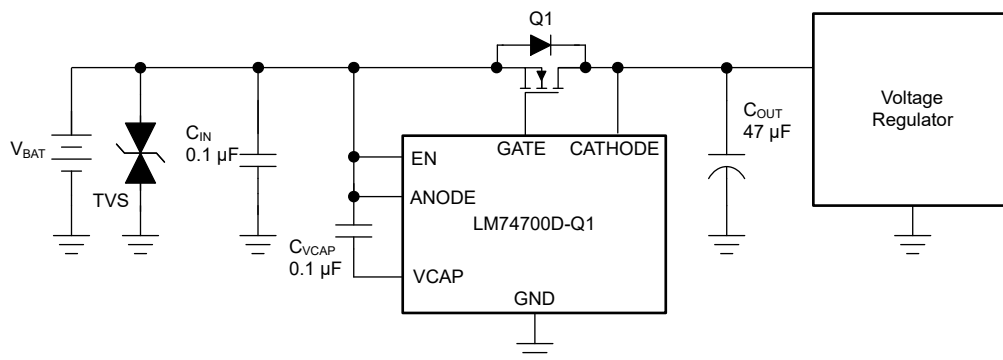 Q1
VBAT
TVS
CIN
0.1 µF
EN
ANODE
GATE
CATHODE
LM74700D-Q1
CVCAP
0.1 µF
VCAP
GND
COUT
47 µF
Voltage
Regulator